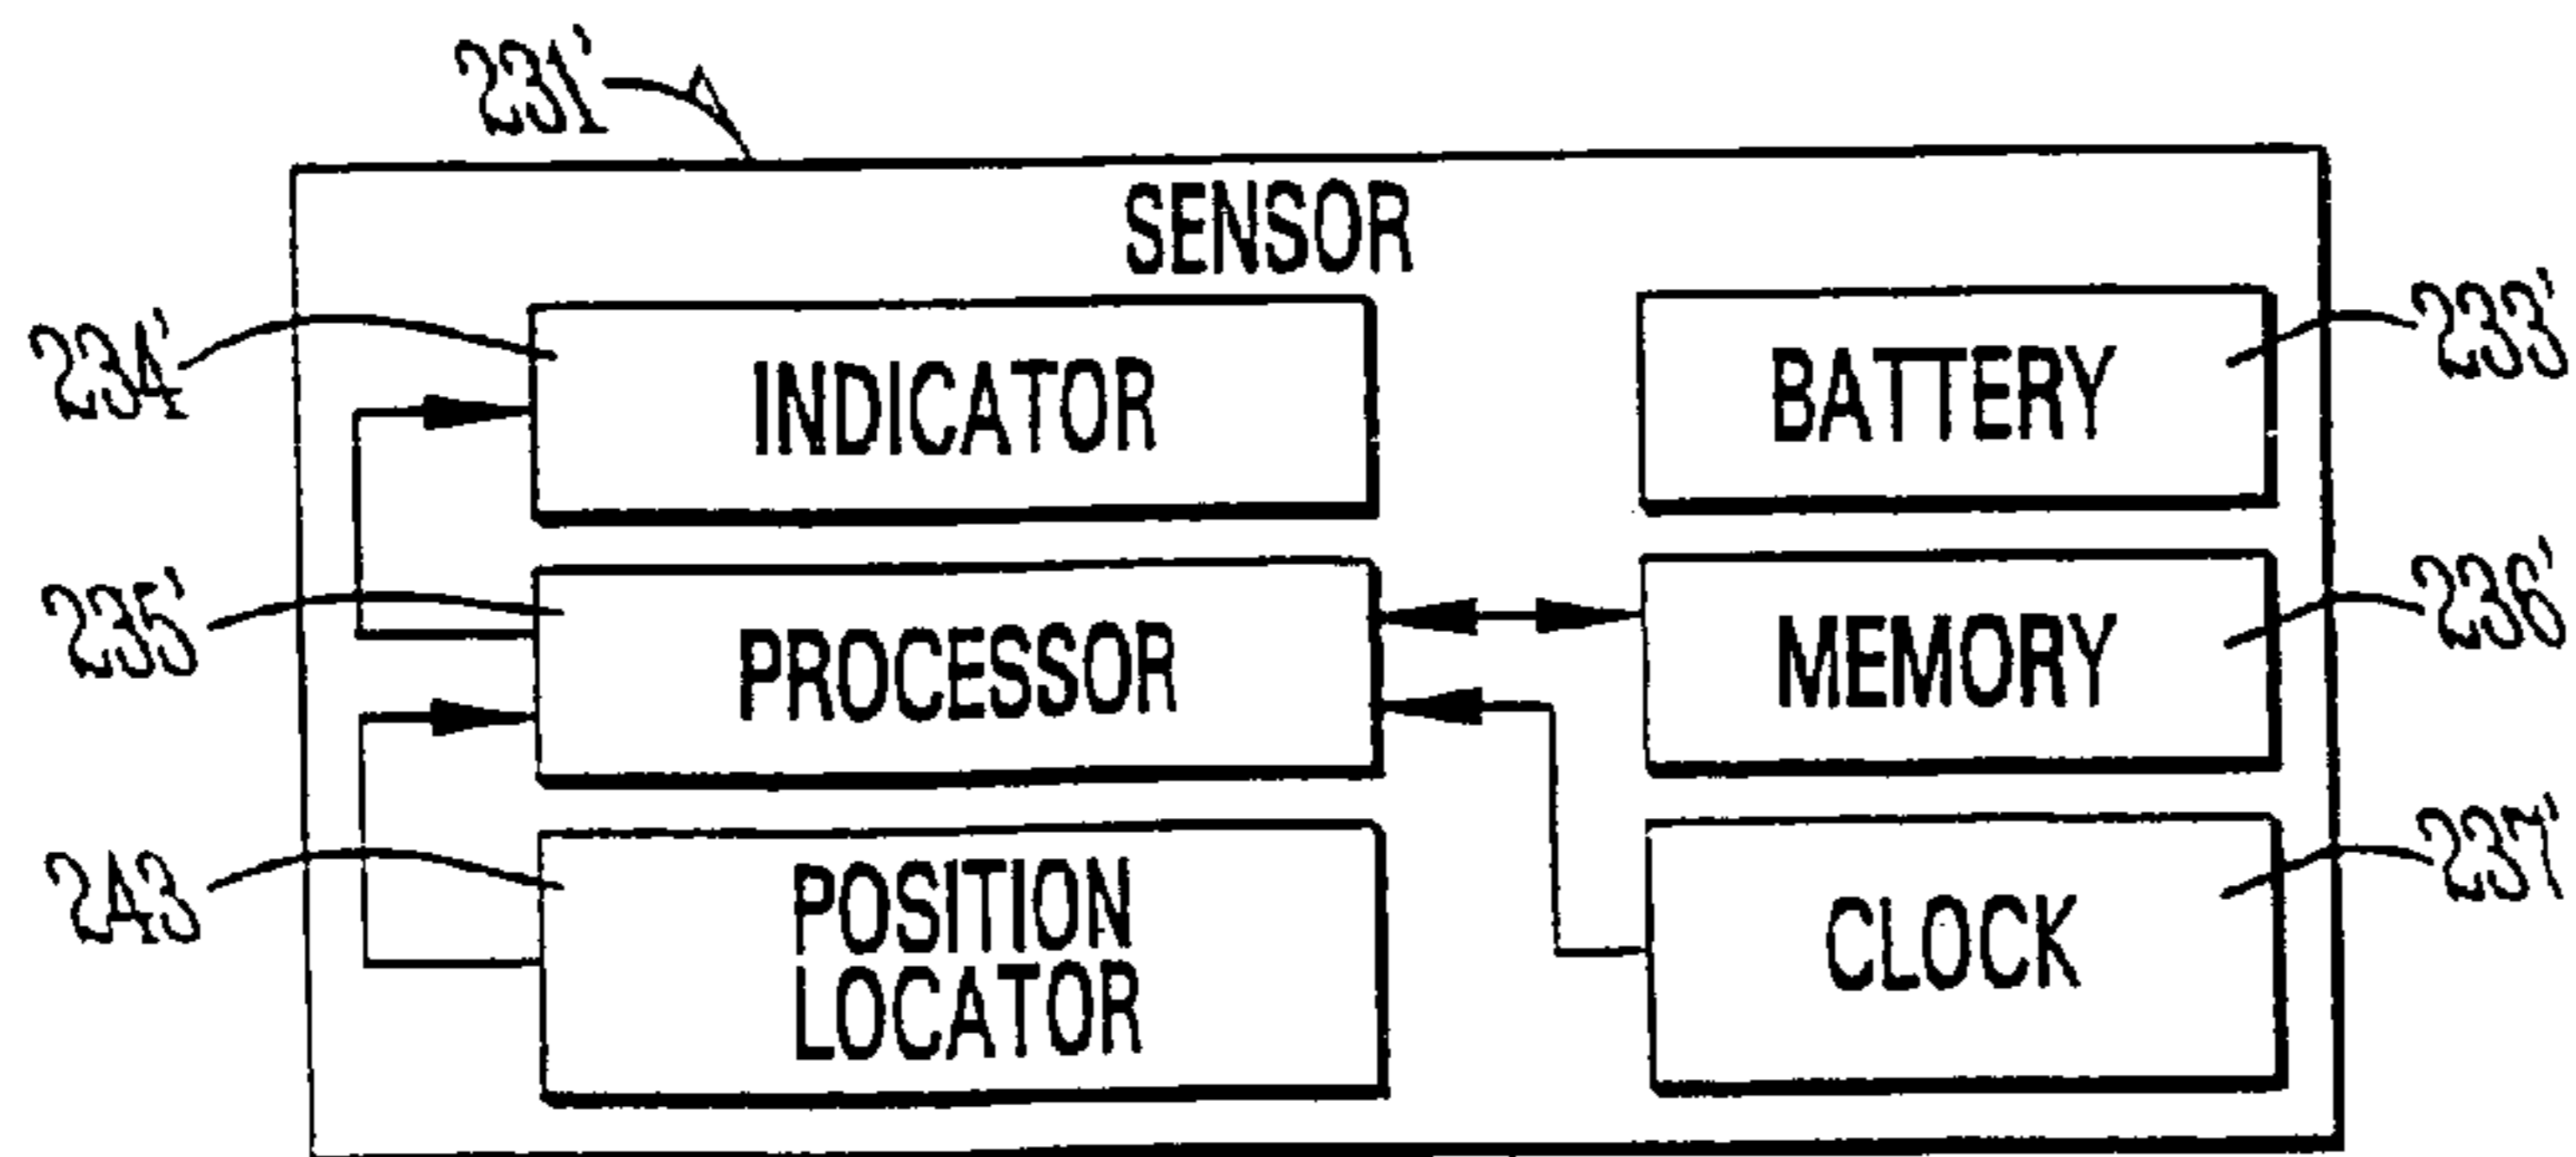 231'
SENSOR
234'
INDICATOR
BATTERY
233'
235'
PROCESSOR
MEMORY
236'
243
POSITION
LOCATOR
CLOCK
237'